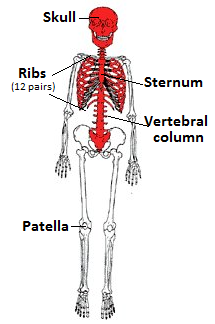 Skull
Ribs
(12 pairs)
Sternum
Vertebral
column
Patella